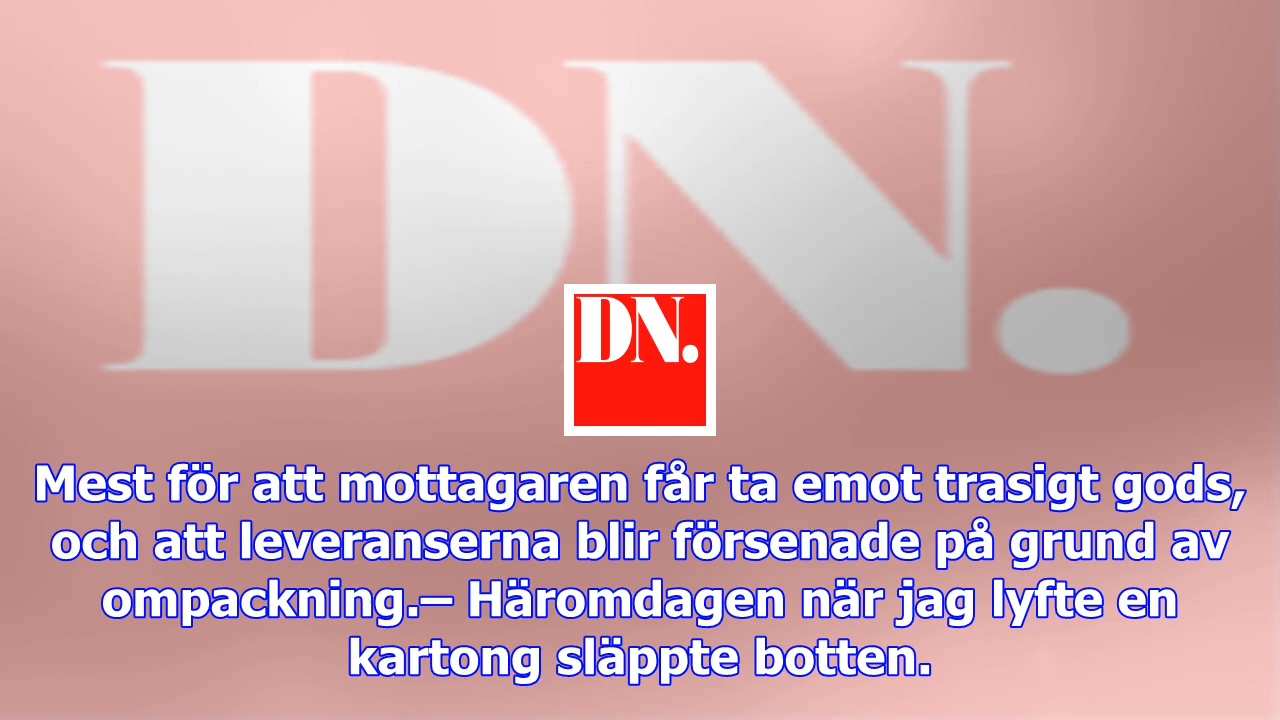 DN.
DN.
Mest för att mottagaren får ta emot trasigt gods,
och att leveranserna blir försenade på grund av
ompackning.– Häromdagen när jag lyfte en
kartong släppte botten.